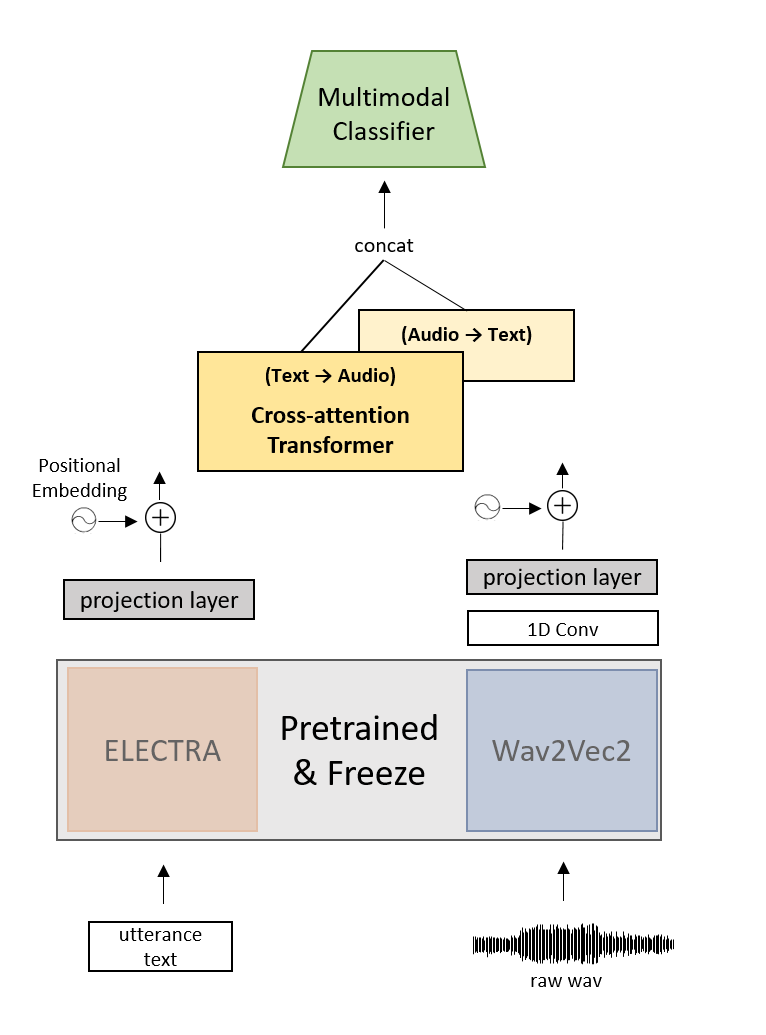 Multimodal
Classifier
concat
(Audio → Text)
(Text → Audio)
Cross-attention
Transformer
Positional
Embedding
projection layer
projection layer
1D Conv
ELECTRA
Pretrained
& Freeze
Wav2Vec2
utterance
text
raw wav